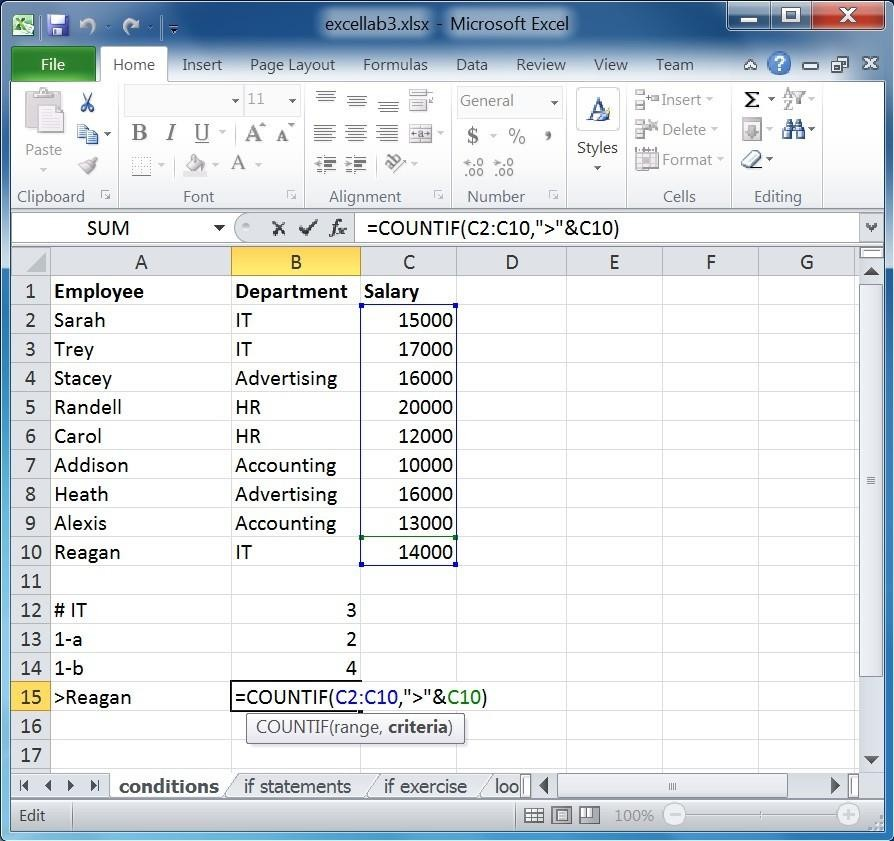 excellab3.xlsx - Microsoft Excel
File Home Insert Page Layout Formulas Data Review View Team
11 General Insert
Paste B I U A A $ % , Styles Delete Σ
.0 .00 .00 .0 Format
Clipboard Font Alignment Number Cells Editing
SUM fx =COUNTIF(C2:C10,">"&C10)
A B C D E F G
1 Employee Department Salary
2 Sarah IT 15000
3 Trey IT 17000
4 Stacey Advertising 16000
5 Randell HR 20000
6 Carol HR 12000
7 Addison Accounting 10000
8 Heath Advertising 16000
9 Alexis Accounting 13000
10 Reagan IT 14000
11
12 # IT 3
13 1-a 2
14 1-b 4
15 >Reagan =COUNTIF(C2:C10,">"&C10)
16 COUNTIF(range, criteria)
17
conditions if statements if exercise loo
Edit 100%